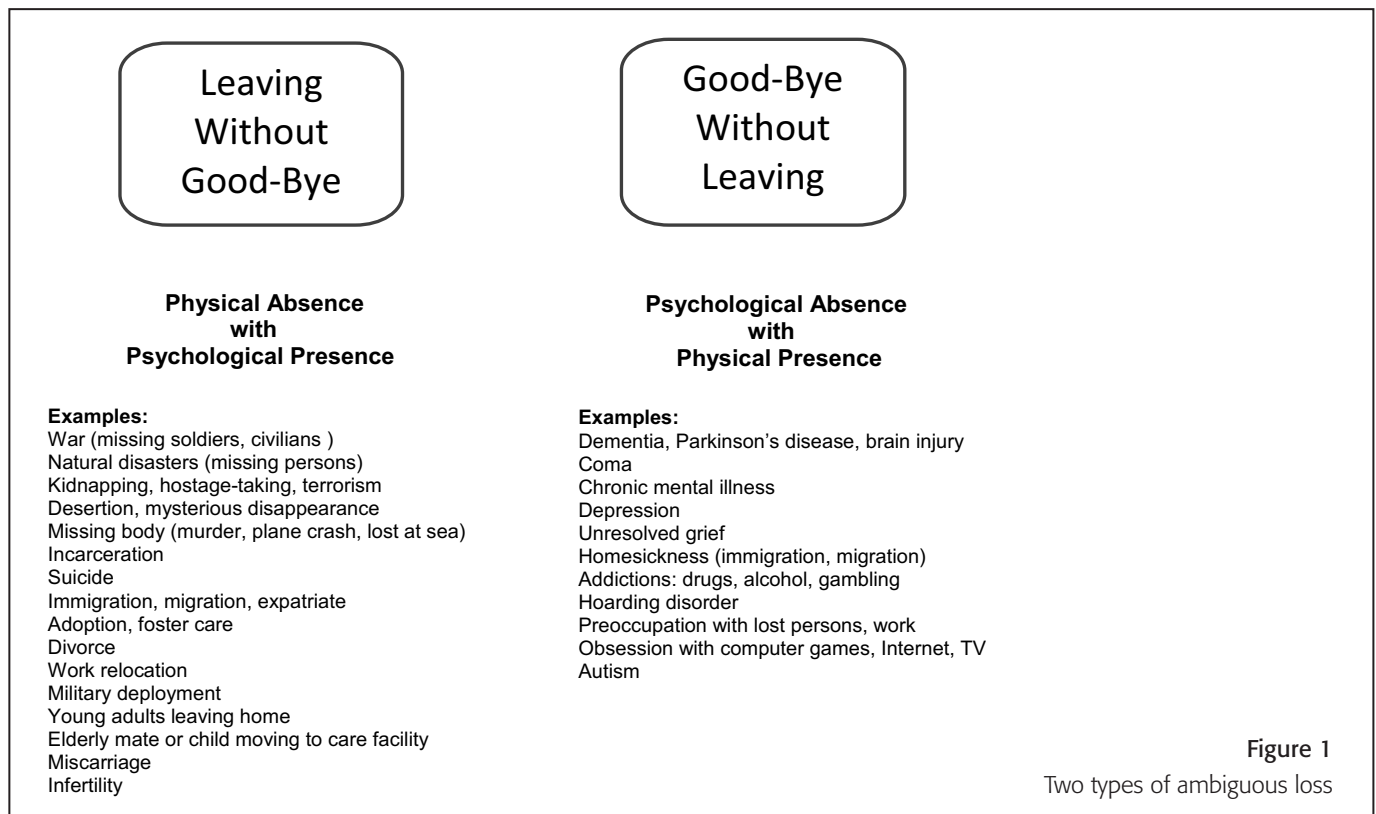 Leaving
Without
Good-Bye
Physical Absence
with
Psychological Presence
Examples:
War (missing soldiers, civilians )
Natural disasters (missing persons)
Kidnapping, hostage-taking, terrorism
Desertion, mysterious disappearance
Missing body (murder, plane crash, lost at sea)
Incarceration
Suicide
Immigration, migration, expatriate
Adoption, foster care
Divorce
Work relocation
Military deployment
Young adults leaving home
Elderly mate or child moving to care facility
Miscarriage
Infertility
Good-Bye
Without
Leaving
Psychological Absence
with
Physical Presence
Examples:
Dementia, Parkinson's disease, brain injury
Coma
Chronic mental illness
Depression
Unresolved grief
Homesickness (immigration, migration)
Addictions: drugs, alcohol, gambling
Hoarding disorder
Preoccupation with lost persons, work
Obsession with computer games, Internet, TV
Autism
Figure 1
Two types of ambiguous loss